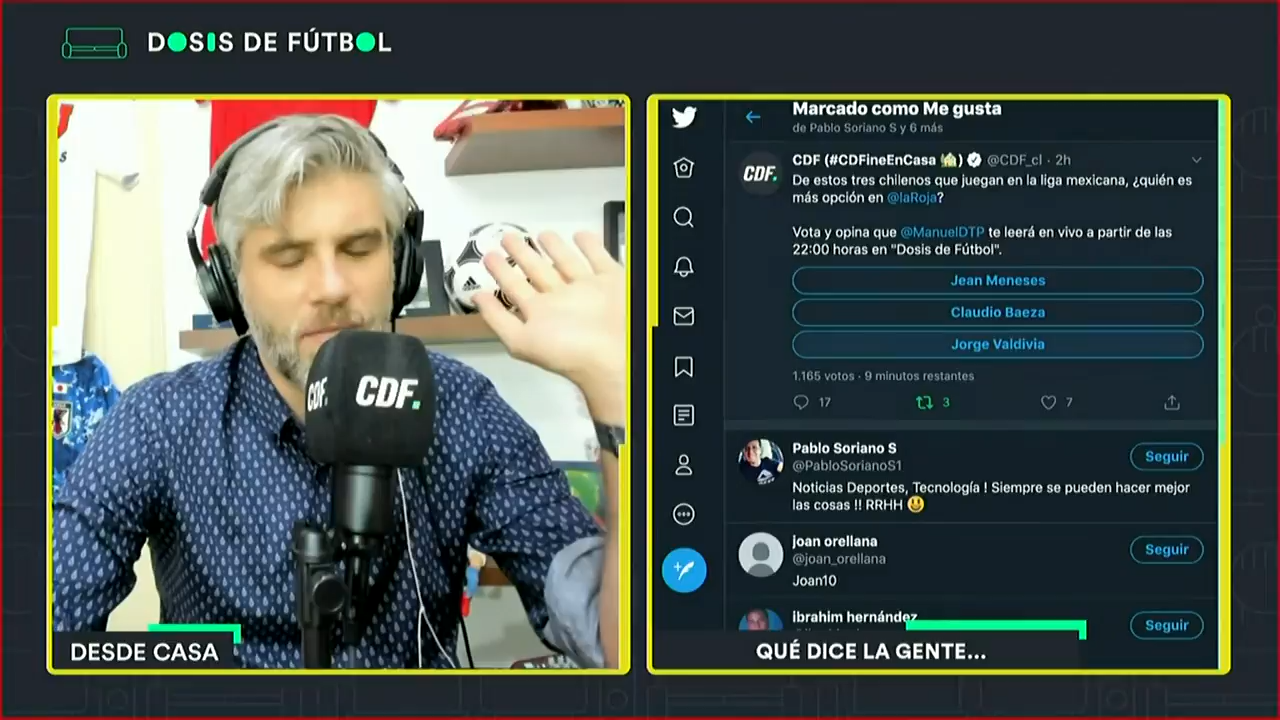 DOSIS DE FÚTBOL
CDF.
CDF.
DESDE CASA
Marcado como Me gusta
de Pablo Soriano S y 6 más
CDF.
CDF (#CDFineEnCasa 🏠) @CDF_cl · 2h
De estos tres chilenos que juegan en la liga mexicana, ¿quién es
más opción en @laRoja?
Vota y opina que @ManuelDTP te leerá en vivo a partir de las
22:00 horas en "Dosis de Fútbol".
Jean Meneses
Claudio Baeza
Jorge Valdivia
1.165 votos · 9 minutos restantes
17 3 7
Pablo Soriano S
@PabloSorianoS1
Seguir
Noticias Deportes, Tecnología ! Siempre se pueden hacer mejor
las cosas !! RRHH 😃
joan orellana
@joan_orellana
Seguir
Joan10
ibrahim hernández
Seguir
QUÉ DICE LA GENTE...